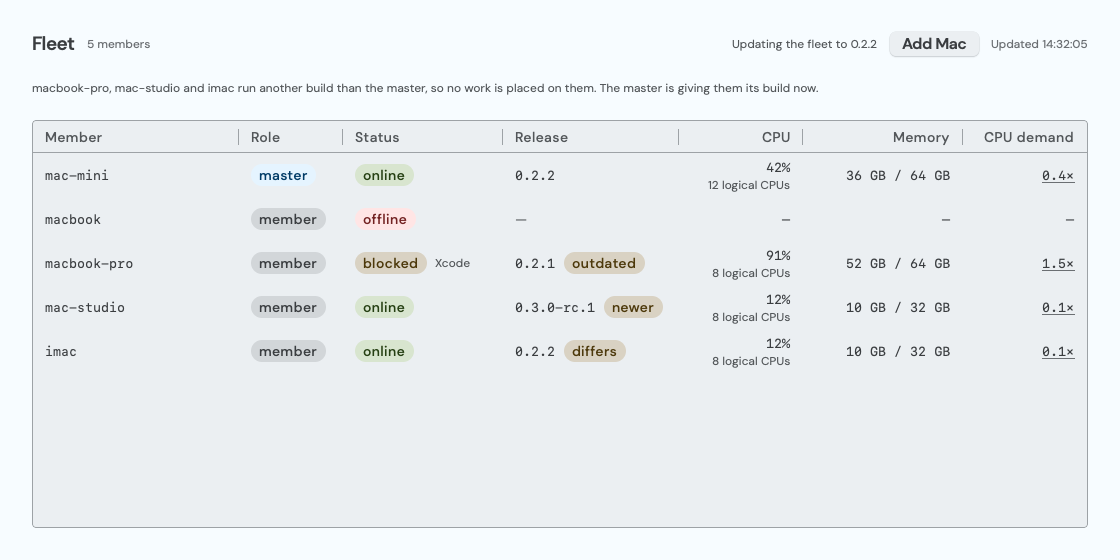 Fleet 5 members Updating the fleet to 0.2.2 Add Mac Updated 14:32:05
macbook-pro, mac-studio and imac run another build than the master, so no work is placed on them. The master is giving them its build now.
Member Role Status Release CPU Memory CPU demand
mac-mini master online 0.2.2 42% 36 GB / 64 GB 0.4×
12 logical CPUs
macbook member offline — — — —
macbook-pro member blocked Xcode 0.2.1 outdated 91% 52 GB / 64 GB 1.5×
8 logical CPUs
mac-studio member online 0.3.0-rc.1 newer 12% 10 GB / 32 GB 0.1×
8 logical CPUs
imac member online 0.2.2 differs 12% 10 GB / 32 GB 0.1×
8 logical CPUs